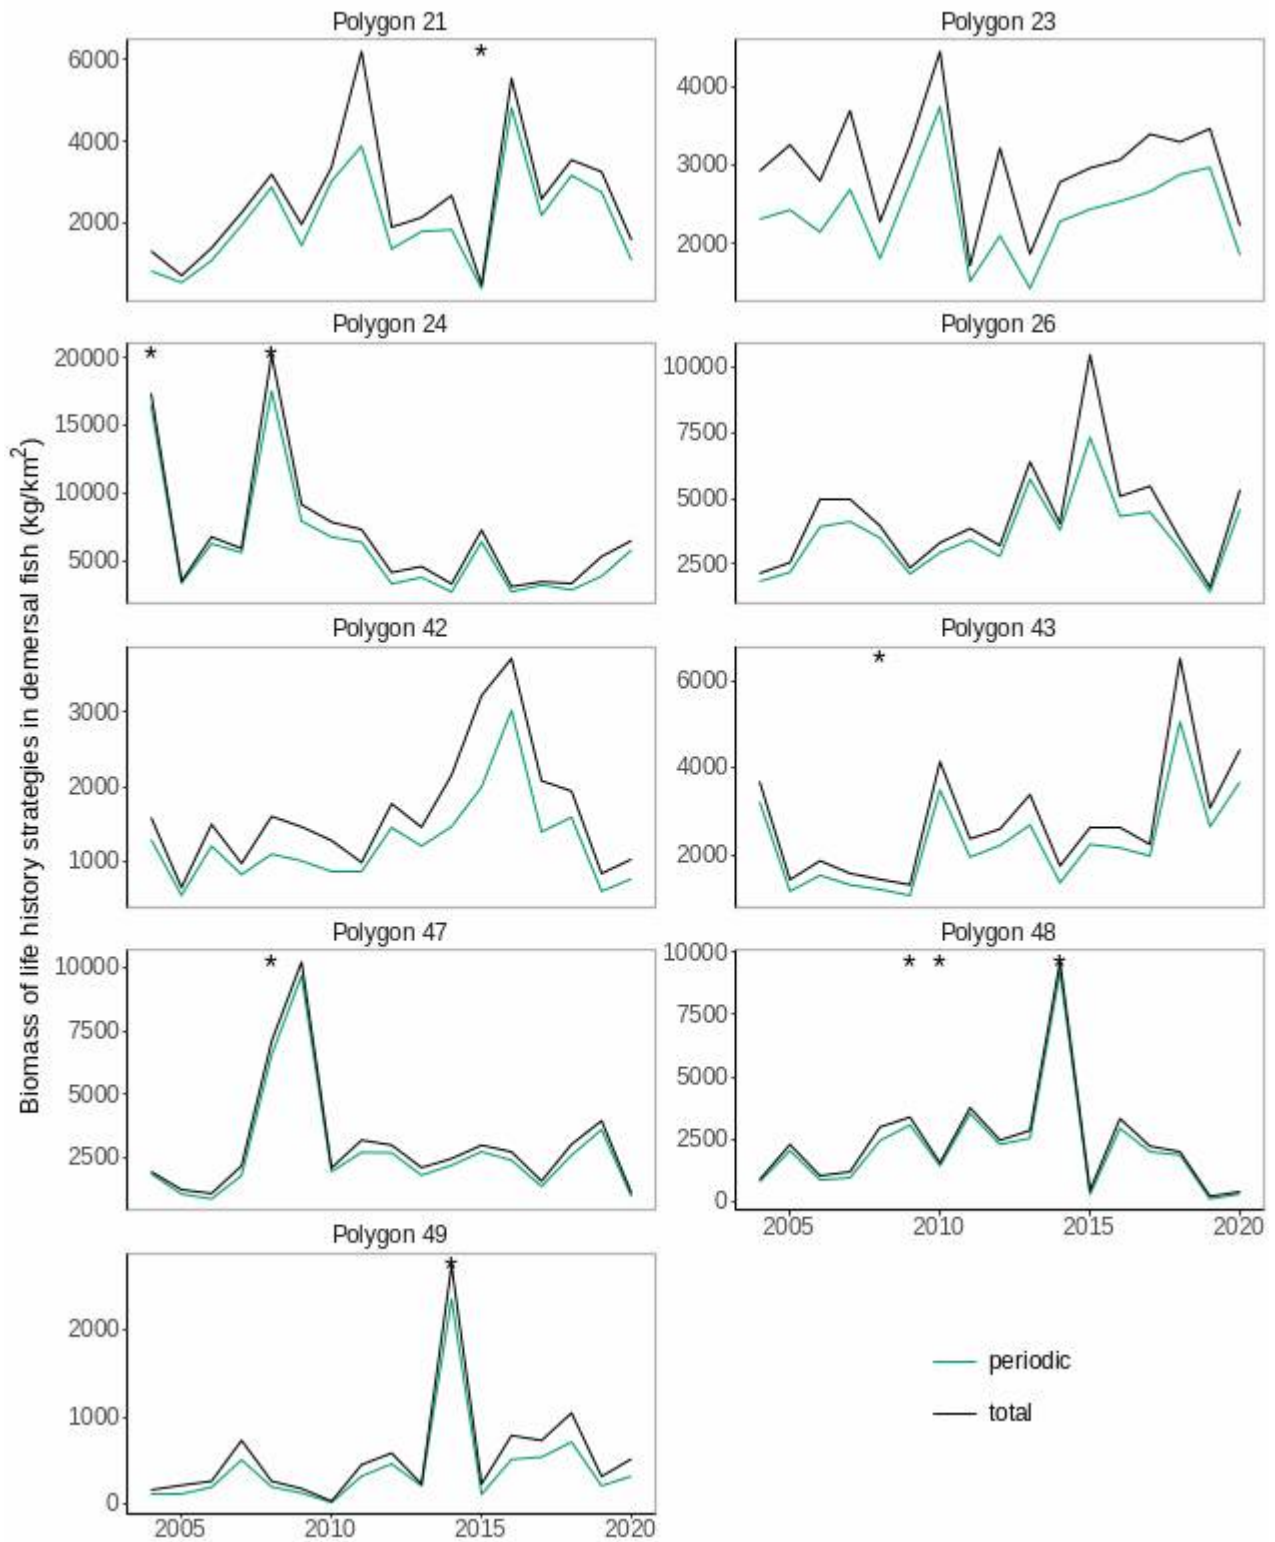 Polygon 21
Polygon 23
6000
4000
2000
*
4000
3000
2000
Polygon 24
Polygon 26
20000
15000
10000
5000
* *
10000
7500
5000
2500
Biomass of life history strategies in demersal fish (kg/km²)
Polygon 42
Polygon 43
3000
2000
1000
*
6000
4000
2000
Polygon 47
Polygon 48
10000
7500
5000
2500
*
10000
7500
5000
2500
0
* * *
2005 2010 2015 2020
Polygon 49
2000
1000
0
*
2005 2010 2015 2020
periodic
total